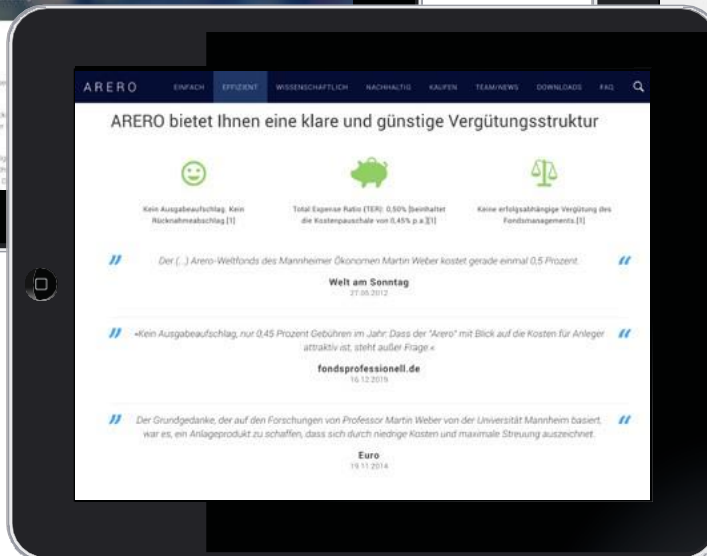 ARERO EINFACH EFFIZIENT WISSENSCHAFTLICH NACHHALTIG KAUFEN TEAM/NEWS DOWNLOADS FAQ
ARERO bietet Ihnen eine klare und günstige Vergütungsstruktur
Kein Ausgabeaufschlag. Kein
Rücknahmeabschlag.[1]
Total Expense Ratio (TER): 0,50% [beinhaltet
die Kostenpauschale von 0,45% p.a.][1]
Keine erfolgsabhängige Vergütung des
Fondsmanagements.[1]
" Der (...) Arero-Weltfonds des Mannheimer Ökonomen Martin Weber kostet gerade einmal 0,5 Prozent. "
Welt am Sonntag
27.05.2012
" «Kein Ausgabeaufschlag, nur 0,45 Prozent Gebühren im Jahr: Dass der "Arero" mit Blick auf die Kosten für Anleger "
attraktiv ist, steht außer Frage.«
fondsprofessionell.de
16.12.2019
" Der Grundgedanke, der auf den Forschungen von Professor Martin Weber von der Universität Mannheim basiert, "
war es, ein Anlageprodukt zu schaffen, dass sich durch niedrige Kosten und maximale Streuung auszeichnet.
Euro
19.11.2014